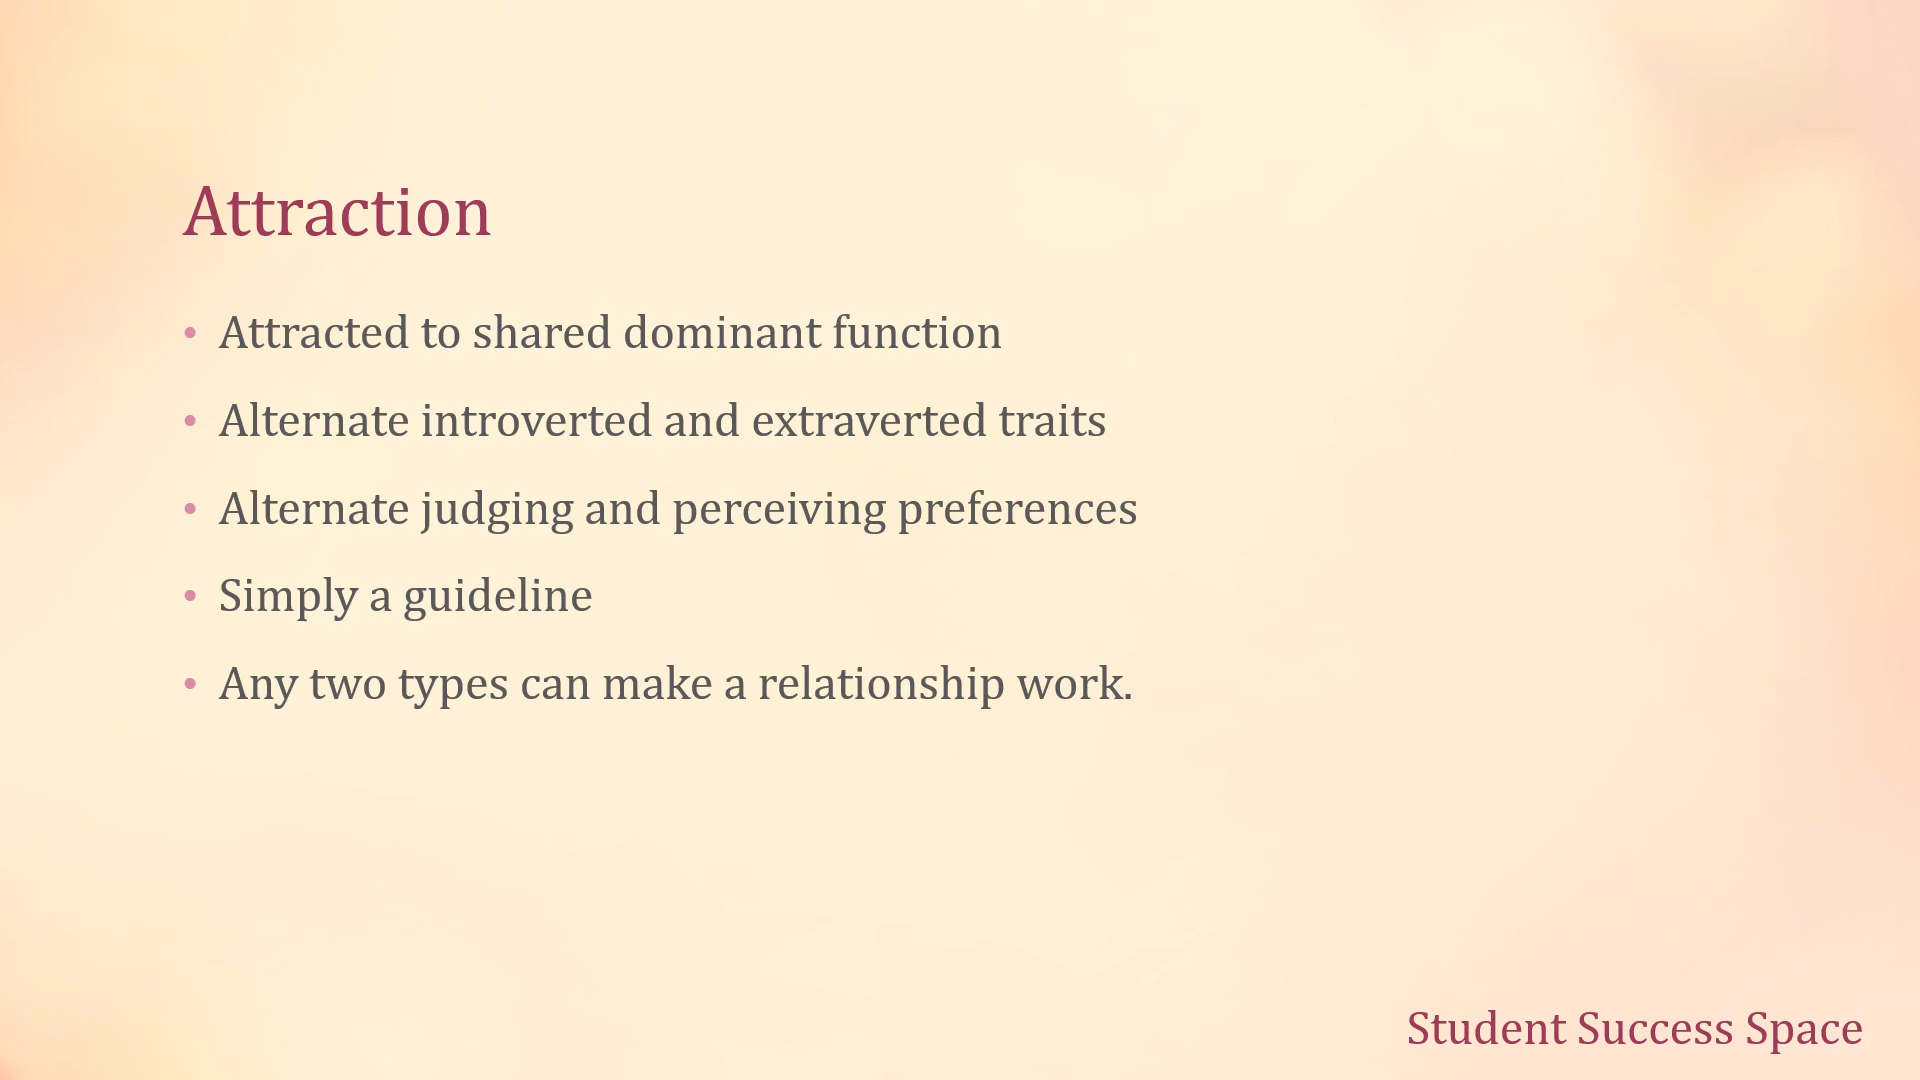 Attraction
• Attracted to shared dominant function
• Alternate introverted and extraverted traits
• Alternate judging and perceiving preferences
• Simply a guideline
• Any two types can make a relationship work.
Student Success Space